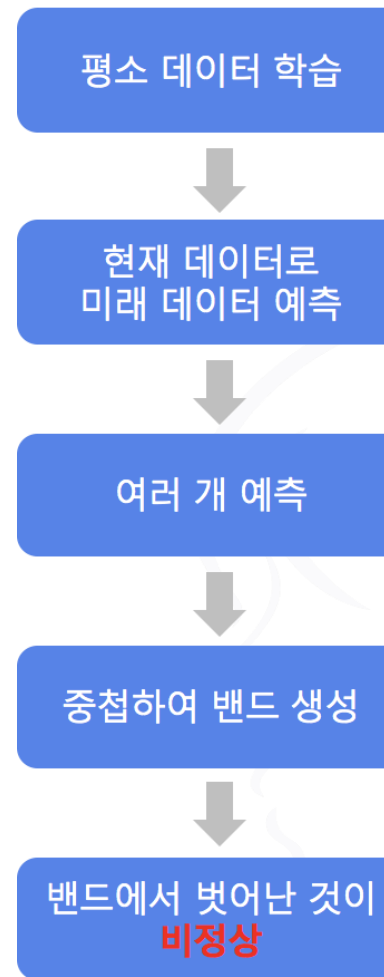 평소 데이터 학습
현재 데이터로
미래 데이터 예측
여러 개 예측
중첩하여 밴드 생성
밴드에서 벗어난 것이
비정상